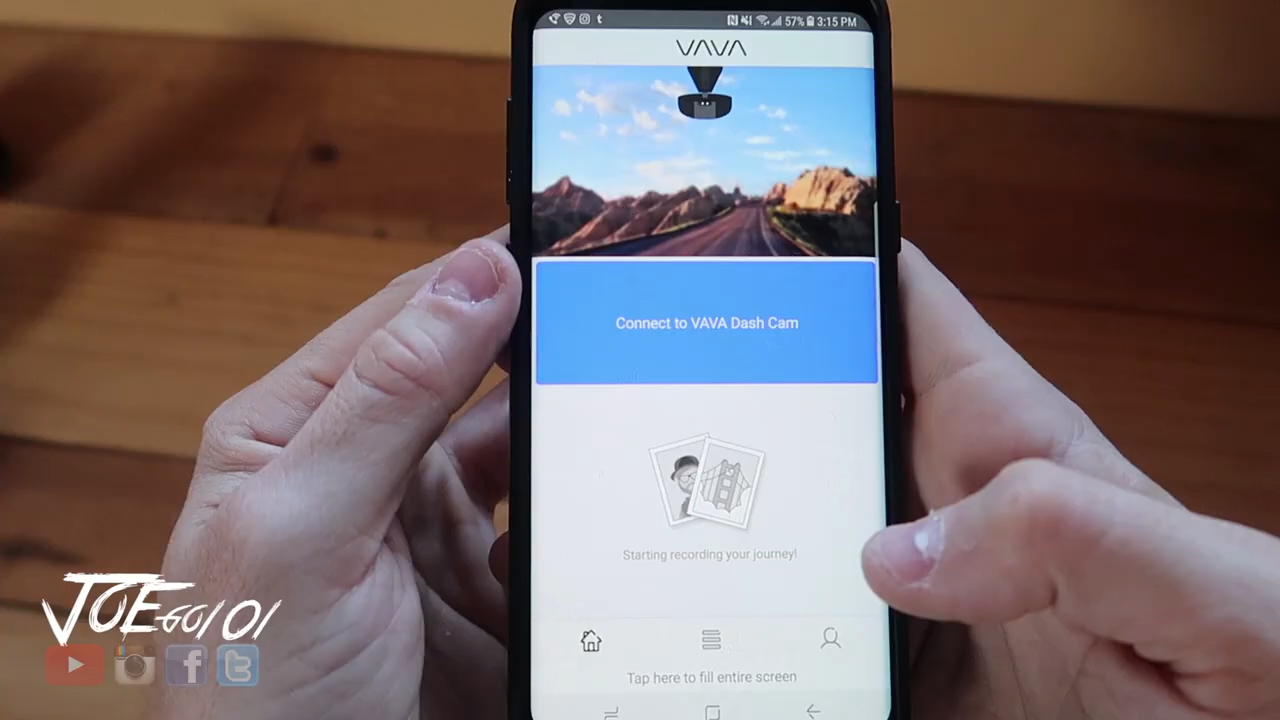 57% 3:15 PM
VAVA
Connect to VAVA Dash Cam
Starting recording your journey!
Tap here to fill entire screen
JOEGO101